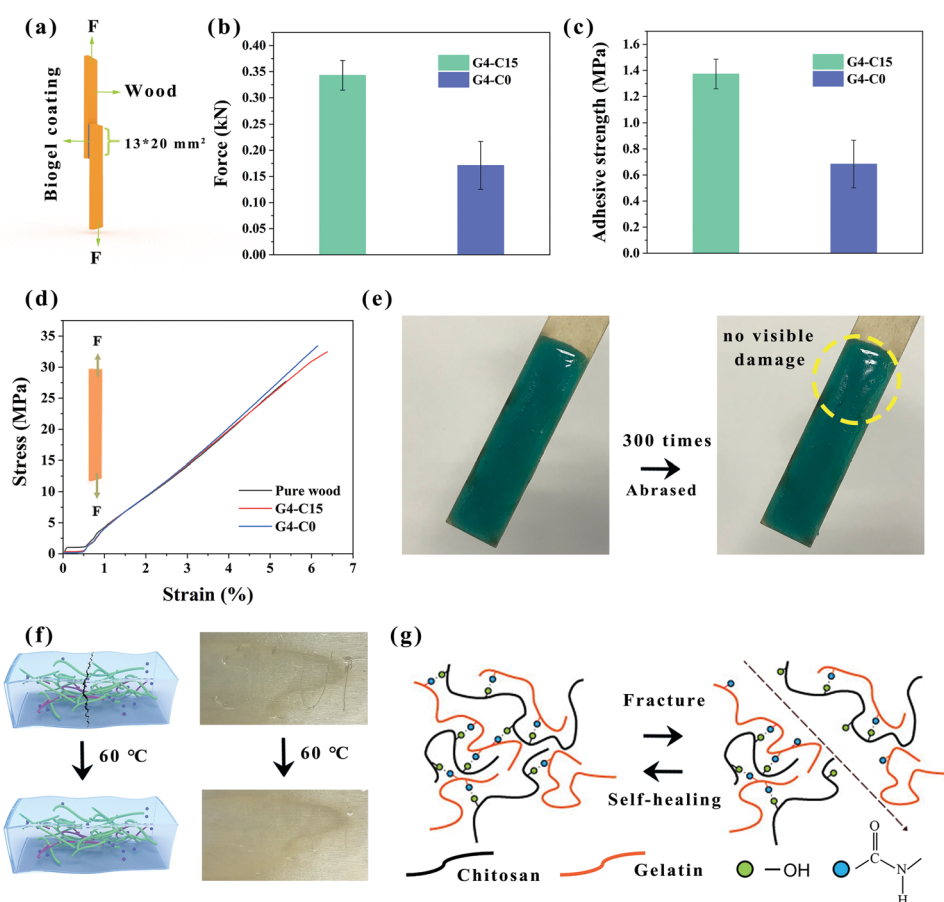 (a)
F
Wood
Biogel coating
13*20 mm²
F
(b)
Force (kN)
0.40
0.35
0.30
0.25
0.20
0.15
0.10
0.05
0.00
G4-C15
G4-C0
(c)
Adhesive strength (MPa)
1.6
1.4
1.2
1.0
0.8
0.6
0.4
0.2
0.0
G4-C15
G4-C0
(d)
Stress (MPa)
35
30
25
20
15
10
5
0
F
F
Pure wood
G4-C15
G4-C0
0 1 2 3 4 5 6 7
Strain (%)
(e)
300 times
Abrased
no visible
damage
(f)
60 °C
60 °C
(g)
Fracture
Self-healing
Chitosan
Gelatin
—OH
O
C
N
H